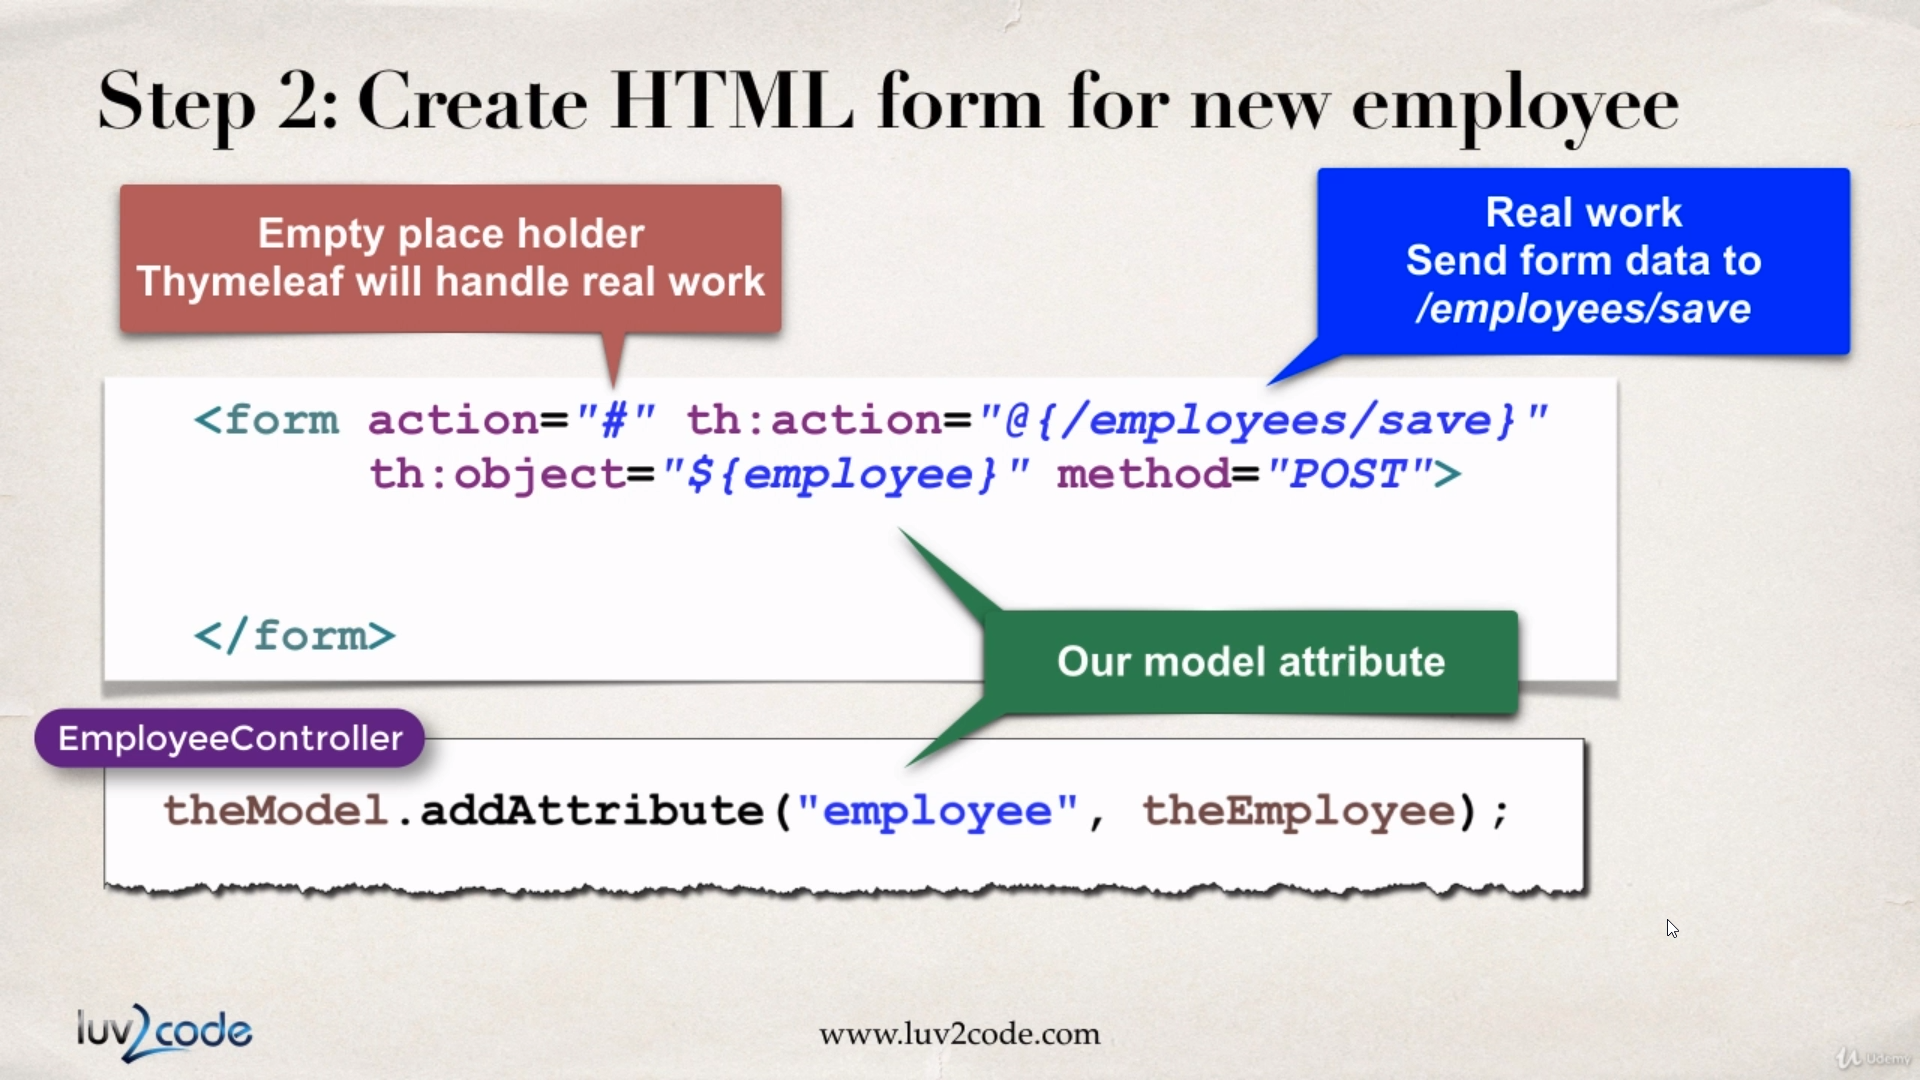 Step 2: Create HTML form for new employee
Empty place holder
Thymeleaf will handle real work
Real work
Send form data to
/employees/save
<form action="#" th:action="@{/employees/save}"
th:object="${employee}" method="POST">
</form>
Our model attribute
EmployeeController
theModel.addAttribute("employee", theEmployee);
luv2code
www.luv2code.com
Udemy